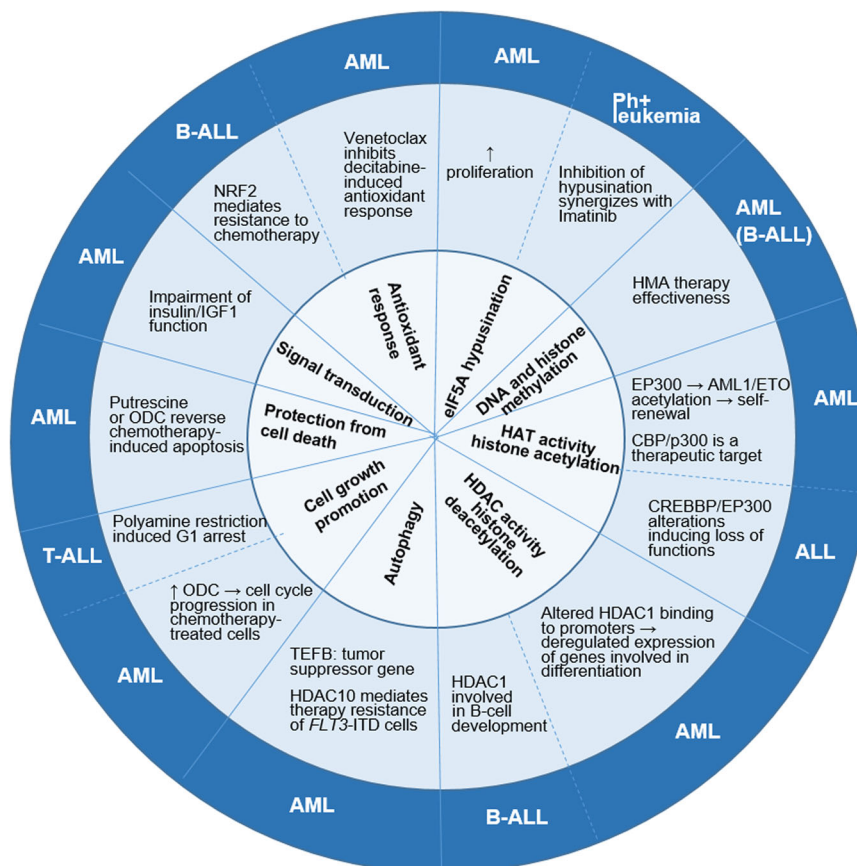 AML
Ph+
leukemia
AML
(B-ALL)
AML
ALL
AML
B-ALL
AML
AML
T-ALL
AML
AML
B-ALL
AML
↑
proliferation
Inhibition of
hypusination
synergizes with
Imatinib
HMA therapy
effectiveness
EP300 → AML1/ETO
acetylation → self-
renewal
CBP/p300 is a
therapeutic target
CREBBP/EP300
alterations
inducing loss of
functions
Altered HDAC1 binding
to promoters →
deregulated expression
of genes involved in
differentiation
HDAC1
involved
in B-cell
development
TEFB: tumor
suppressor gene
HDAC10 mediates
therapy resistance
of FLT3-ITD cells
↑ ODC → cell cycle
progression in
chemotherapy-
treated cells
Polyamine restriction
induced G1 arrest
Putrescine
or ODC reverse
chemotherapy-
induced apoptosis
Impairment of
insulin/IGF1
function
NRF2
mediates
resistance to
chemotherapy
Venetoclax
inhibits
decitabine-
induced
antioxidant
response
eIF5A hypusination
DNA and histone
methylation
HAT activity
histone acetylation
HDAC activity
histone
deacetylation
Autophagy
Cell growth
promotion
Protection from
cell death
Signal transduction
Antioxidant
response